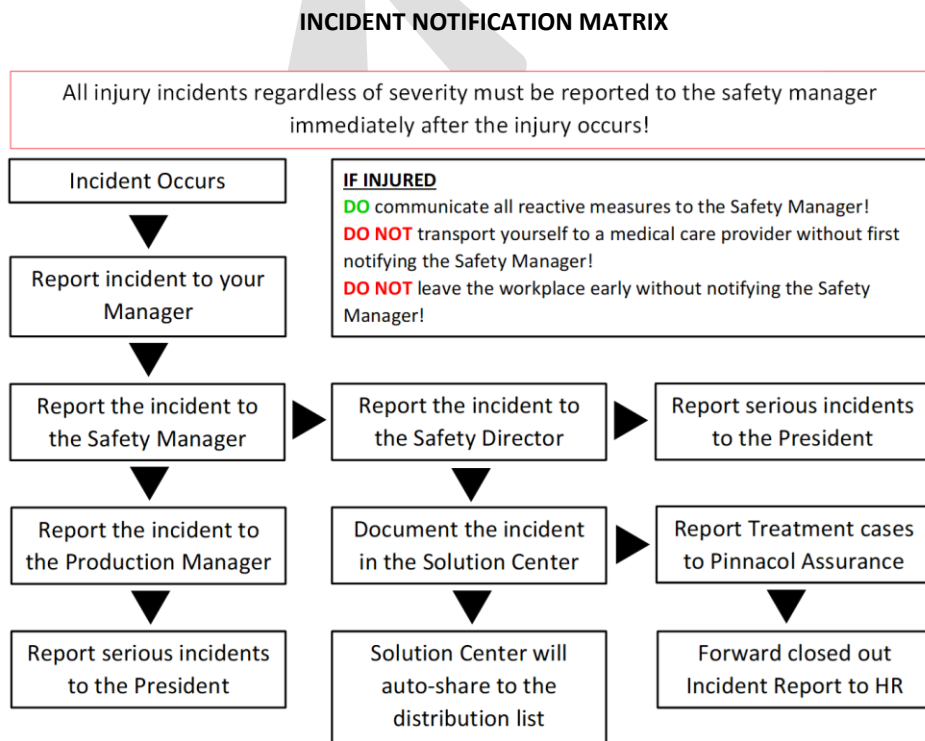 INCIDENT NOTIFICATION MATRIX
All injury incidents regardless of severity must be reported to the safety manager
immediately after the injury occurs!
Incident Occurs
IF INJURED
DO communicate all reactive measures to the Safety Manager!
DO NOT transport yourself to a medical care provider without first
notifying the Safety Manager!
DO NOT leave the workplace early without notifying the Safety
Manager!
Report incident to your
Manager
Report the incident to
the Safety Manager
Report the incident to
the Safety Director
Report serious incidents
to the President
Report the incident to
the Production Manager
Document the incident
in the Solution Center
Report Treatment cases
to Pinnacol Assurance
Report serious incidents
to the President
Solution Center will
auto-share to the
distribution list
Forward closed out
Incident Report to HR